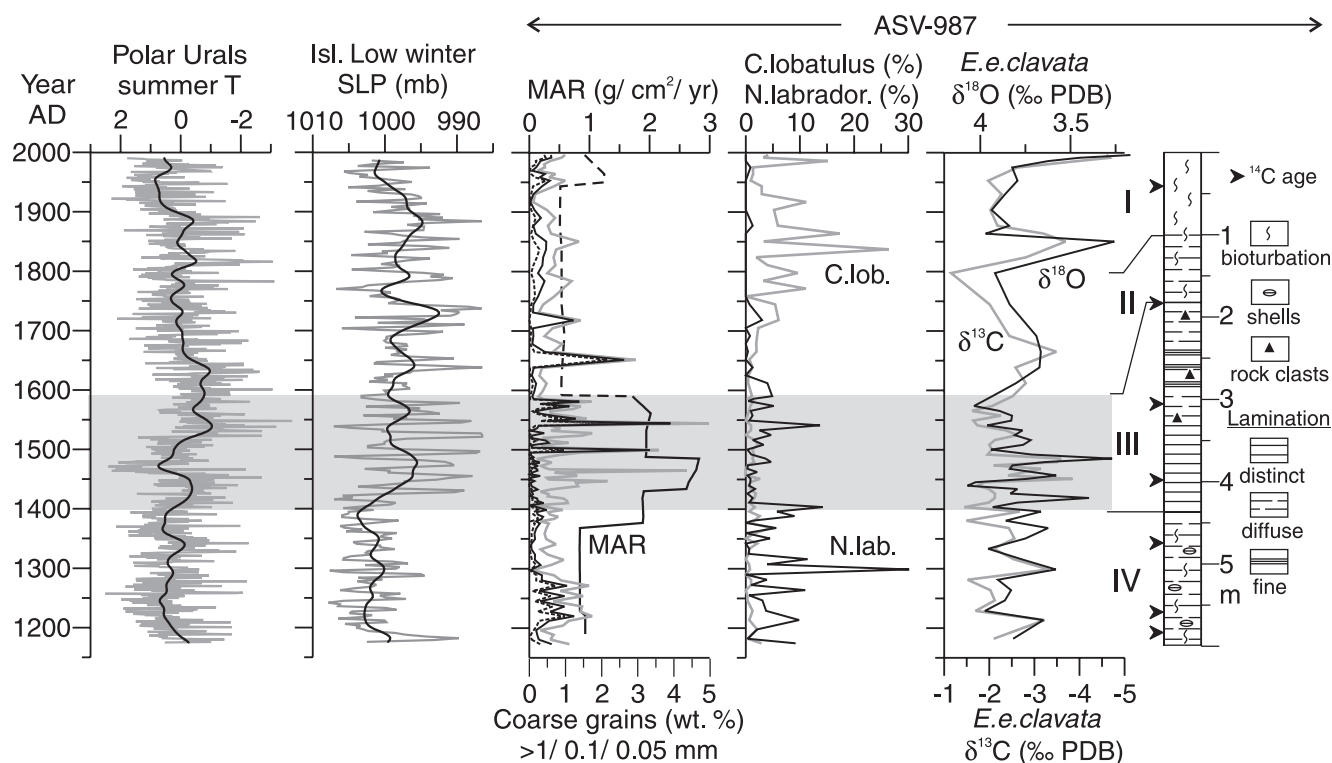 ASV-987
Polar Urals
summer T
Isl. Low winter
SLP (mb)
MAR (g/ cm²/ yr)
C.lobatulus (%)
N.labrador. (%)
E.e.clavata
δ¹⁸O (‰ PDB)
Year
AD
2 0 -2
1010 1000 990
0 1 2 3
0 10 20 30
4 3.5
2000
1900
1800
1700
1600
1500
1400
1300
1200
MAR
C.lob.
N.lab.
δ¹⁸O
δ¹³C
I
II
III
IV
1
2
3
4
5
m
¹⁴C age
bioturbation
shells
rock clasts
Lamination
distinct
diffuse
fine
0 1 2 3 4 5
Coarse grains (wt. %)
>1/ 0.1/ 0.05 mm
-1 -2 -3 -4 -5
E.e.clavata
δ¹³C (‰ PDB)